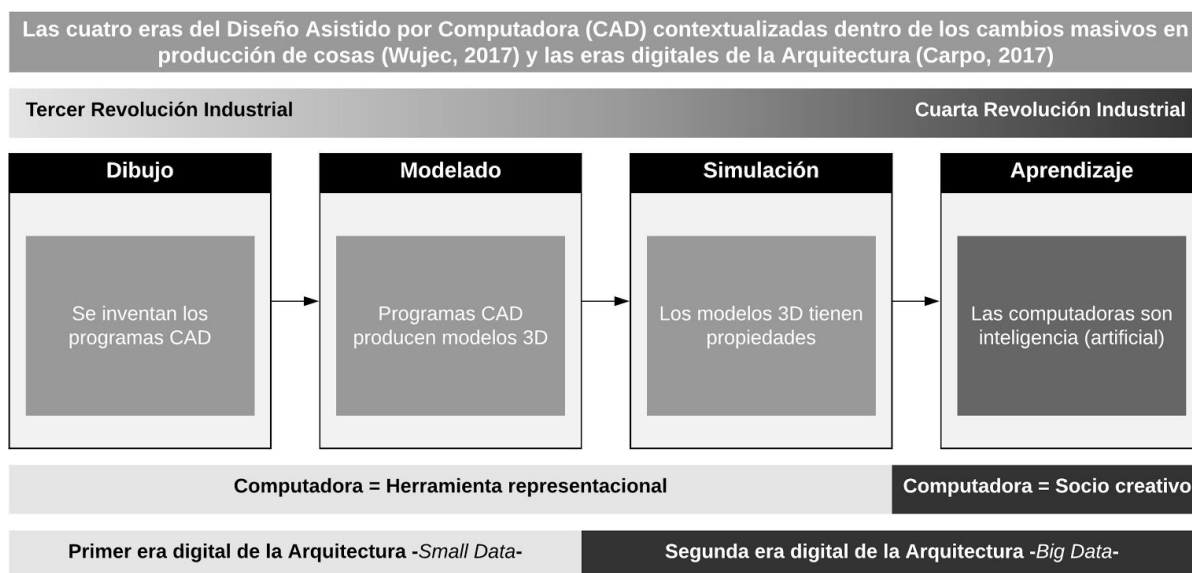 Las cuatro eras del Diseño Asistido por Computadora (CAD) contextualizadas dentro de los cambios masivos en
producción de cosas (Wujec, 2017) y las eras digitales de la Arquitectura (Carpo, 2017)
Tercer Revolución Industrial
Cuarta Revolución Industrial
Dibujo
Se inventan los
programas CAD
Modelado
Programas CAD
producen modelos 3D
Simulación
Los modelos 3D tienen
propiedades
Aprendizaje
Las computadoras son
inteligencia (artificial)
Computadora = Herramienta representacional
Computadora = Socio creativo
Primer era digital de la Arquitectura -Small Data-
Segunda era digital de la Arquitectura -Big Data-